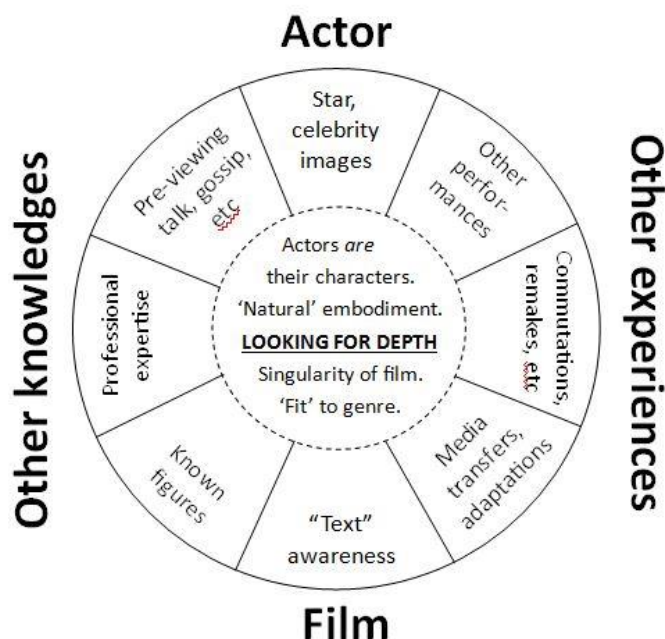 Actor
Star,
celebrity
images
Other
perfor-
mances
Commutations,
remakes, etc
Media
transfers,
adaptations
"Text"
awareness
Known
figures
Professional
expertise
Pre-viewing
talk, gossip,
etc
Actors are
their characters.
'Natural' embodiment.
LOOKING FOR DEPTH
Singularity of film.
'Fit' to genre.
Other knowledges
Other experiences
Film